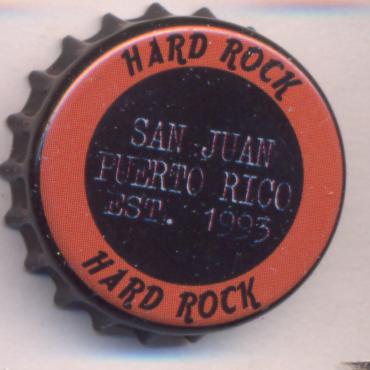 HARD ROCK
SAN JUAN
PUERTO RICO
EST. 1993
HARD ROCK